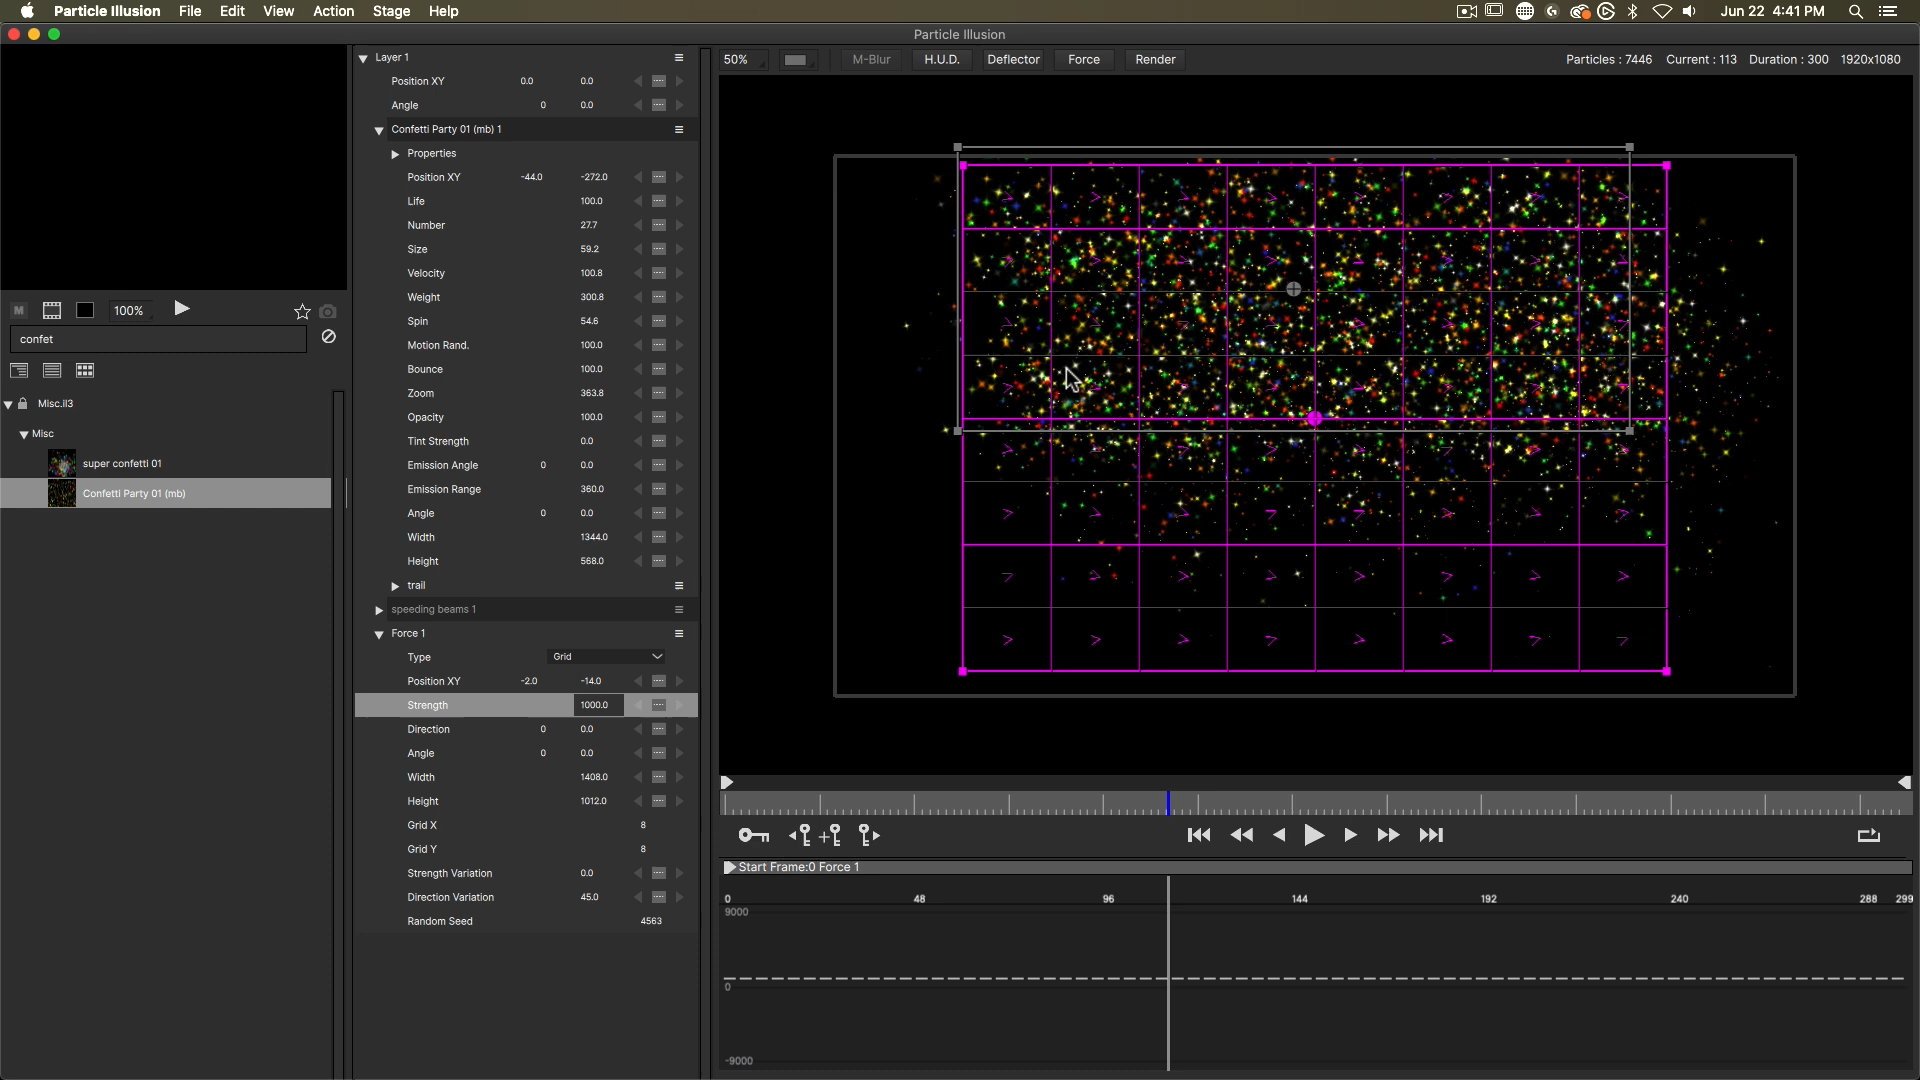 Particle Illusion File Edit View Action Stage Help Jun 22 4:41 PM
Particle Illusion
50% M-Blur H.U.D. Deflector Force Render Particles : 7446 Current : 113 Duration : 300 1920x1080
M 100%
confet
Misc.il3
Misc
super confetti 01
Confetti Party 01 (mb)
Layer 1
Position XY 0.0 0.0
Angle 0 0.0
Confetti Party 01 (mb) 1
Properties
Position XY -44.0 -272.0
Life 100.0
Number 27.7
Size 59.2
Velocity 100.8
Weight 300.8
Spin 54.6
Motion Rand. 100.0
Bounce 100.0
Zoom 363.8
Opacity 100.0
Tint Strength 0.0
Emission Angle 0 0.0
Emission Range 360.0
Angle 0 0.0
Width 1344.0
Height 568.0
trail
speeding beams 1
Force 1
Type Grid
Position XY -2.0 -14.0
Strength 1000.0
Direction 0 0.0
Angle 0 0.0
Width 1408.0
Height 1012.0
Grid X 8
Grid Y 8
Strength Variation 0.0
Direction Variation 45.0
Random Seed 4563
Start Frame:0 Force 1
0 48 96 144 192 240 288 299
9000
0
-9000